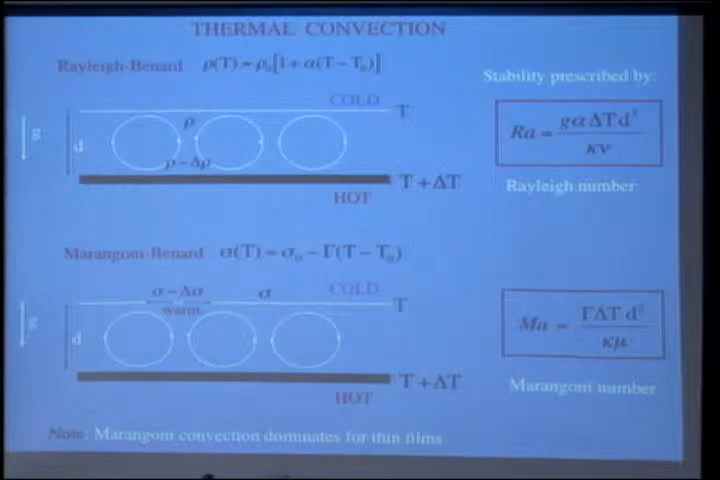 THERMAL CONVECTION
Rayleigh-Benard ρ(T) = ρ₀[1 + α(T − T₀)]
Stability prescribed by:
COLD
T
ρ
g
d
ρ − Δρ
T + ΔT
HOT
Ra = gαΔTd³ / κν
Rayleigh number
Marangoni-Benard σ(T) = σ₀ − Γ(T − T₀)
σ − Δσ
σ
COLD
warm
T
g
d
T + ΔT
HOT
Ma = ΓΔT d / κμ
Marangoni number
Note: Marangoni convection dominates for thin films